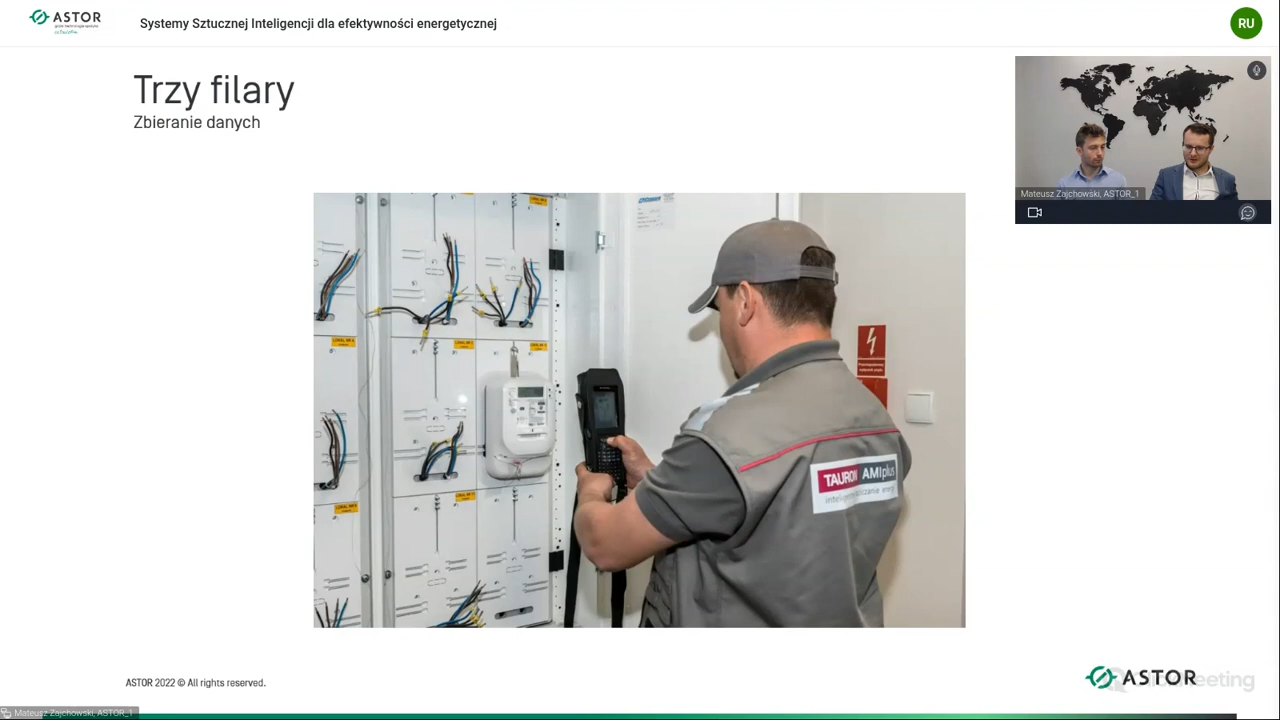 ASTOR
Systemy Sztucznej Inteligencji dla efektywności energetycznej
RU
Trzy filary
Zbieranie danych
Mateusz Zajchowski, ASTOR_1
TAURON AMIplus
ASTOR 2022 © All rights reserved.
ASTOR
Mateusz Zajchowski, ASTOR_1